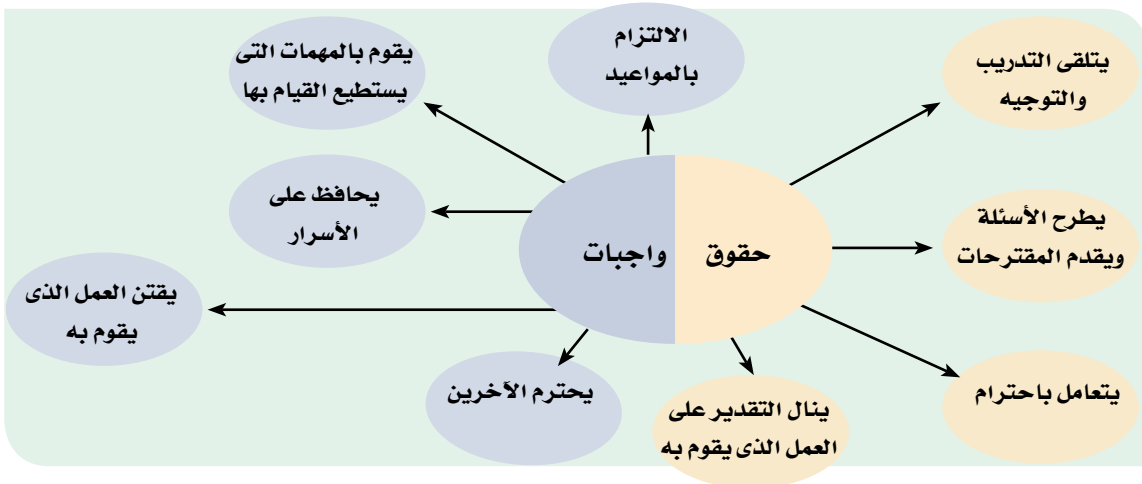 حقوق
واجبات
يتلقى التدريب
والتوجيه
يطرح الأسئلة
ويقدم المقترحات
يتعامل باحترام
ينال التقدير على
العمل الذى يقوم به
الالتزام
بالمواعيد
يقوم بالمهمات التى
يستطيع القيام بها
يحافظ على
الأسرار
يقتن العمل الذى
يقوم به
يحترم الآخرين